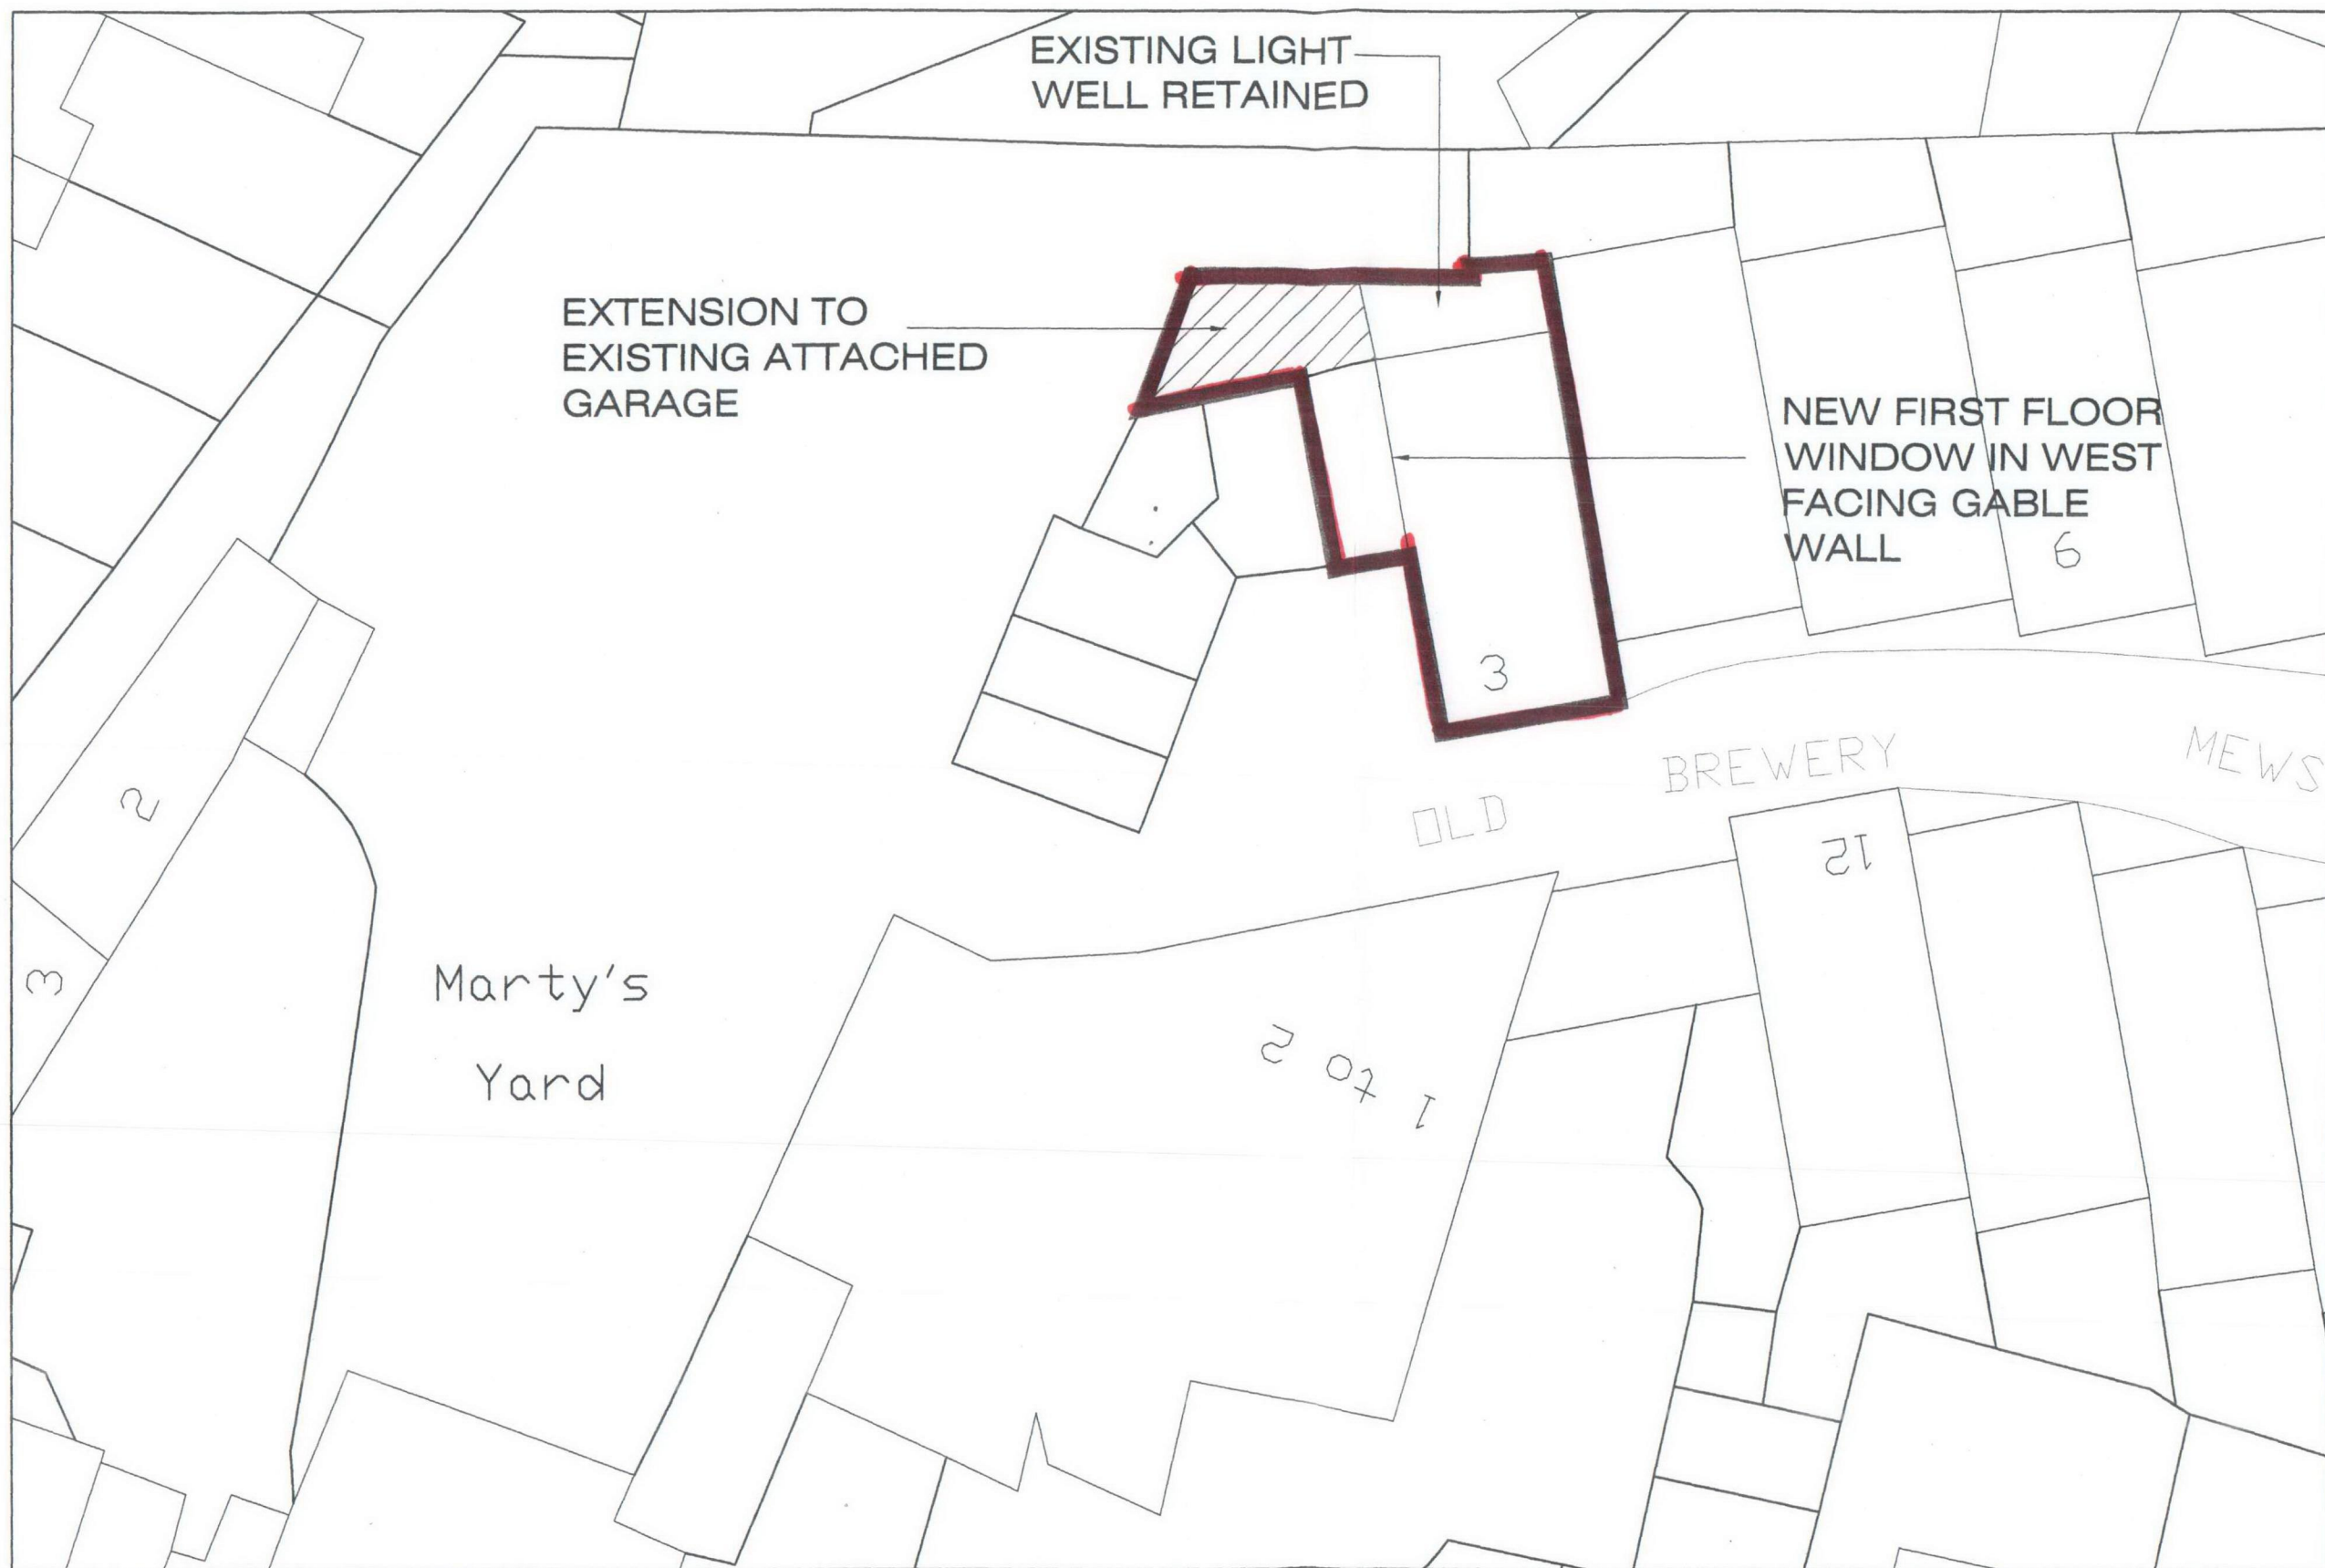 EXISTING LIGHT
WELL RETAINED
EXTENSION TO
EXISTING ATTACHED
GARAGE
NEW FIRST FLOOR
WINDOW IN WEST
FACING GABLE
WALL
6
3
OLD BREWERY MEWS
2
12
3
Marty's
Yard
1 to 2